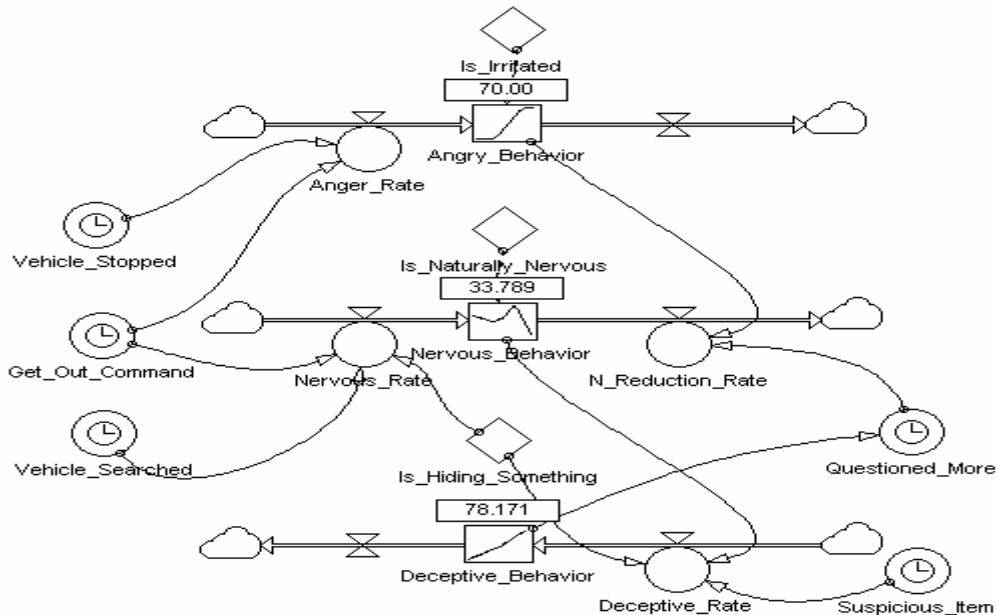 Is_Irritated
70.00
Angry_Behavior
Anger_Rate
Vehicle_Stopped
Is_Naturally_Nervous
33.789
Get_Out_Command
Nervous_Rate
Nervous_Behavior
N_Reduction_Rate
Vehicle_Searched
Is_Hiding_Something
Questioned_More
78.171
Deceptive_Behavior
Deceptive_Rate
Suspicious_Item